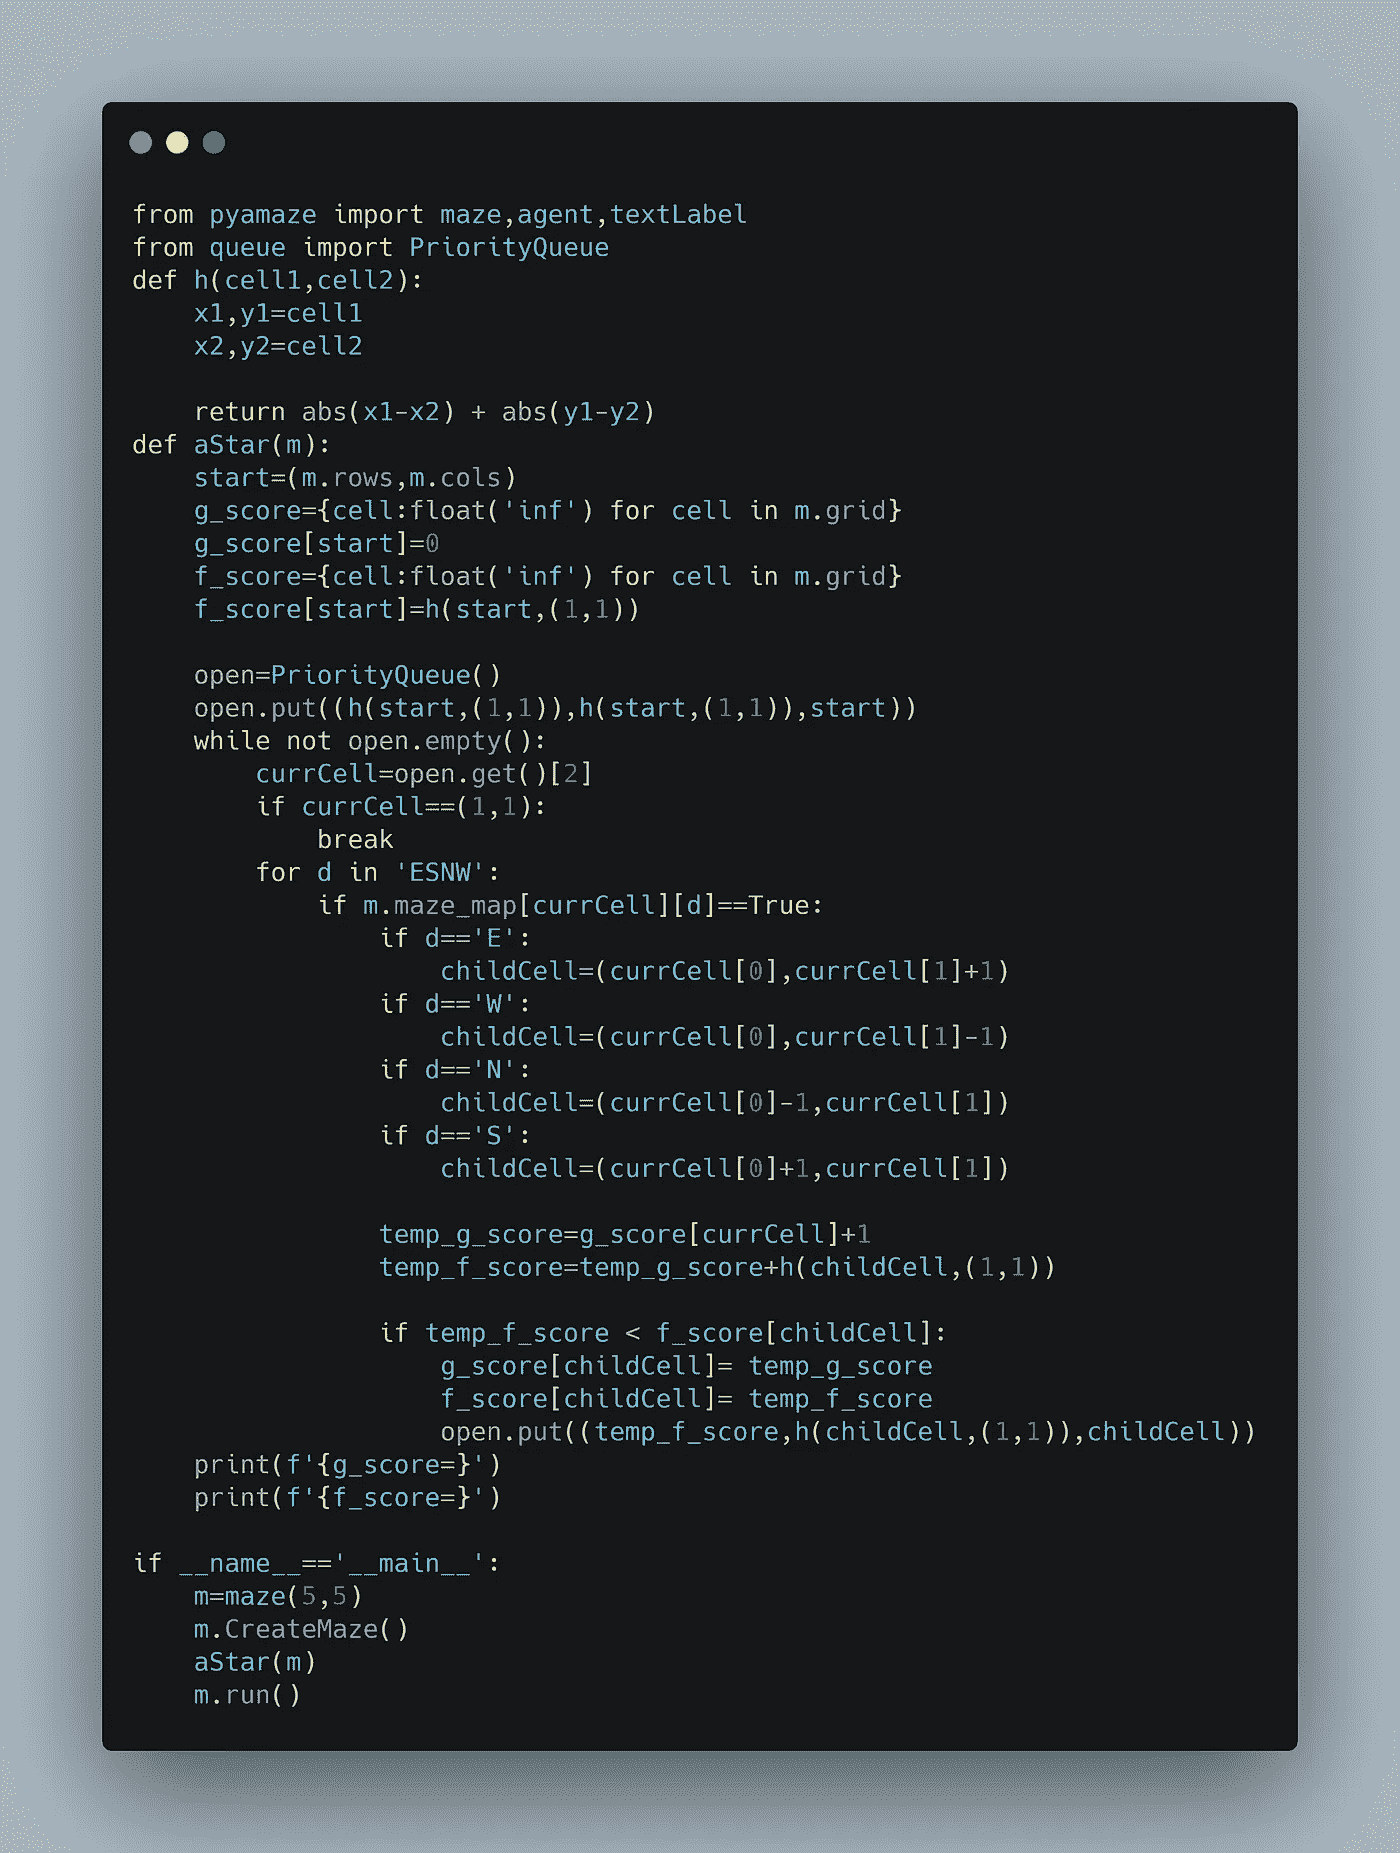 from pyamaze import maze,agent,textLabel
from queue import PriorityQueue
def h(cell1,cell2):
    x1,y1=cell1
    x2,y2=cell2

    return abs(x1-x2) + abs(y1-y2)
def aStar(m):
    start=(m.rows,m.cols)
    g_score={cell:float('inf') for cell in m.grid}
    g_score[start]=0
    f_score={cell:float('inf') for cell in m.grid}
    f_score[start]=h(start,(1,1))

    open=PriorityQueue()
    open.put((h(start,(1,1)),h(start,(1,1)),start))
    while not open.empty():
        currCell=open.get()[2]
        if currCell==(1,1):
            break
        for d in 'ESNW':
            if m.maze_map[currCell][d]==True:
                if d=='E':
                    childCell=(currCell[0],currCell[1]+1)
                if d=='W':
                    childCell=(currCell[0],currCell[1]-1)
                if d=='N':
                    childCell=(currCell[0]-1,currCell[1])
                if d=='S':
                    childCell=(currCell[0]+1,currCell[1])

                temp_g_score=g_score[currCell]+1
                temp_f_score=temp_g_score+h(childCell,(1,1))

                if temp_f_score < f_score[childCell]:
                    g_score[childCell]= temp_g_score
                    f_score[childCell]= temp_f_score
                    open.put((temp_f_score,h(childCell,(1,1)),childCell))
    print(f'{g_score=}')
    print(f'{f_score=}')

if __name__=='__main__':
    m=maze(5,5)
    m.CreateMaze()
    aStar(m)
    m.run()